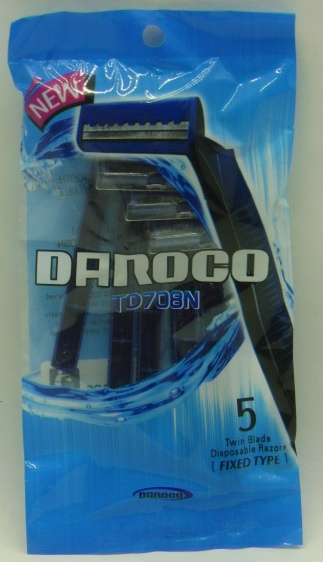 NEW!
DAROCO
TD708N
5
Twin Blade
Disposable Razors
[ FIXED TYPE ]
DAROCO